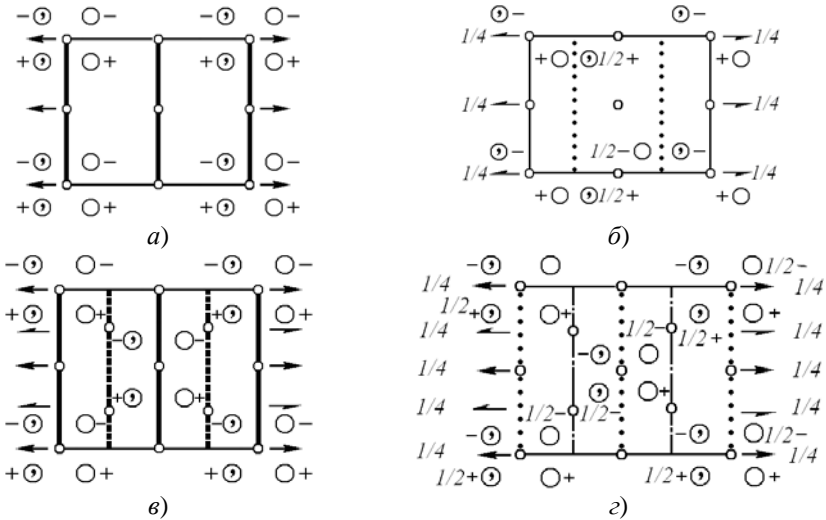 – + – +
+ + + +
– – – –
+ + + +
а)
– –
1/4 1/4
+ 1/2+ +
1/4 1/4
– 1/2– –
1/4 1/4
+ 1/2+ +
б)
– – – –
+ + + +
– –
+ +
– – – –
+ + + +
в)
– – 1/2–
1/4 1/4
1/2+ + +
1/4 1/2– 1/2+ 1/4
–
1/4 1/4
+
1/4 1/2– 1/2– 1/4
– – 1/2–
1/4 1/4
1/2+ + 1/2+ +
г)